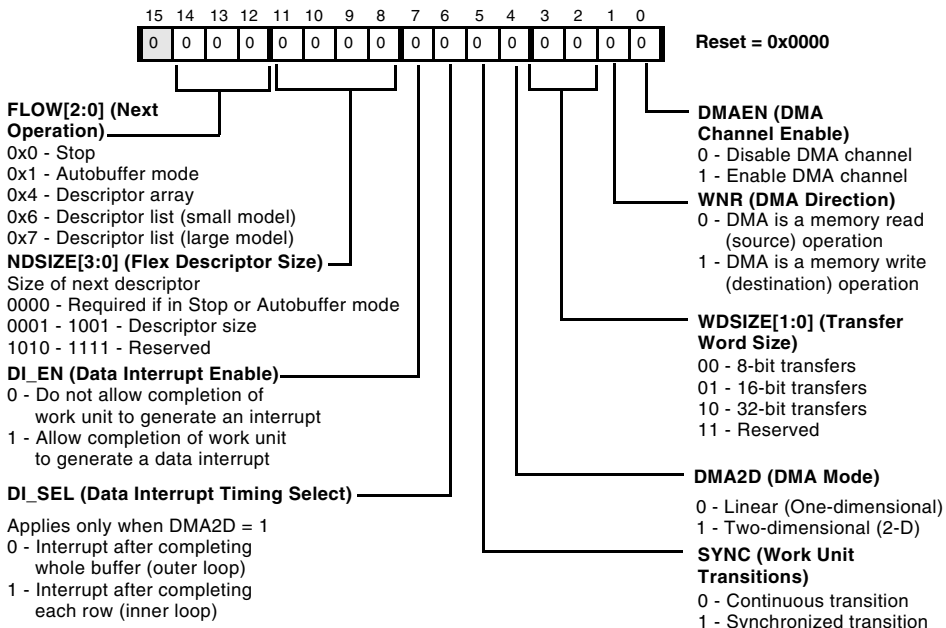 15 14 13 12 11 10 9 8 7 6 5 4 3 2 1 0
0 0 0 0 0 0 0 0 0 0 0 0 0 0 0 0
Reset = 0x0000
FLOW[2:0] (Next
Operation)
0x0 - Stop
0x1 - Autobuffer mode
0x4 - Descriptor array
0x6 - Descriptor list (small model)
0x7 - Descriptor list (large model)
NDSIZE[3:0] (Flex Descriptor Size)
Size of next descriptor
0000 - Required if in Stop or Autobuffer mode
0001 - 1001 - Descriptor size
1010 - 1111 - Reserved
DI_EN (Data Interrupt Enable)
0 - Do not allow completion of
work unit to generate an interrupt
1 - Allow completion of work unit
to generate a data interrupt
DI_SEL (Data Interrupt Timing Select)
Applies only when DMA2D = 1
0 - Interrupt after completing
whole buffer (outer loop)
1 - Interrupt after completing
each row (inner loop)
DMAEN (DMA
Channel Enable)
0 - Disable DMA channel
1 - Enable DMA channel
WNR (DMA Direction)
0 - DMA is a memory read
(source) operation
1 - DMA is a memory write
(destination) operation
WDSIZE[1:0] (Transfer
Word Size)
00 - 8-bit transfers
01 - 16-bit transfers
10 - 32-bit transfers
11 - Reserved
DMA2D (DMA Mode)
0 - Linear (One-dimensional)
1 - Two-dimensional (2-D)
SYNC (Work Unit
Transitions)
0 - Continuous transition
1 - Synchronized transition